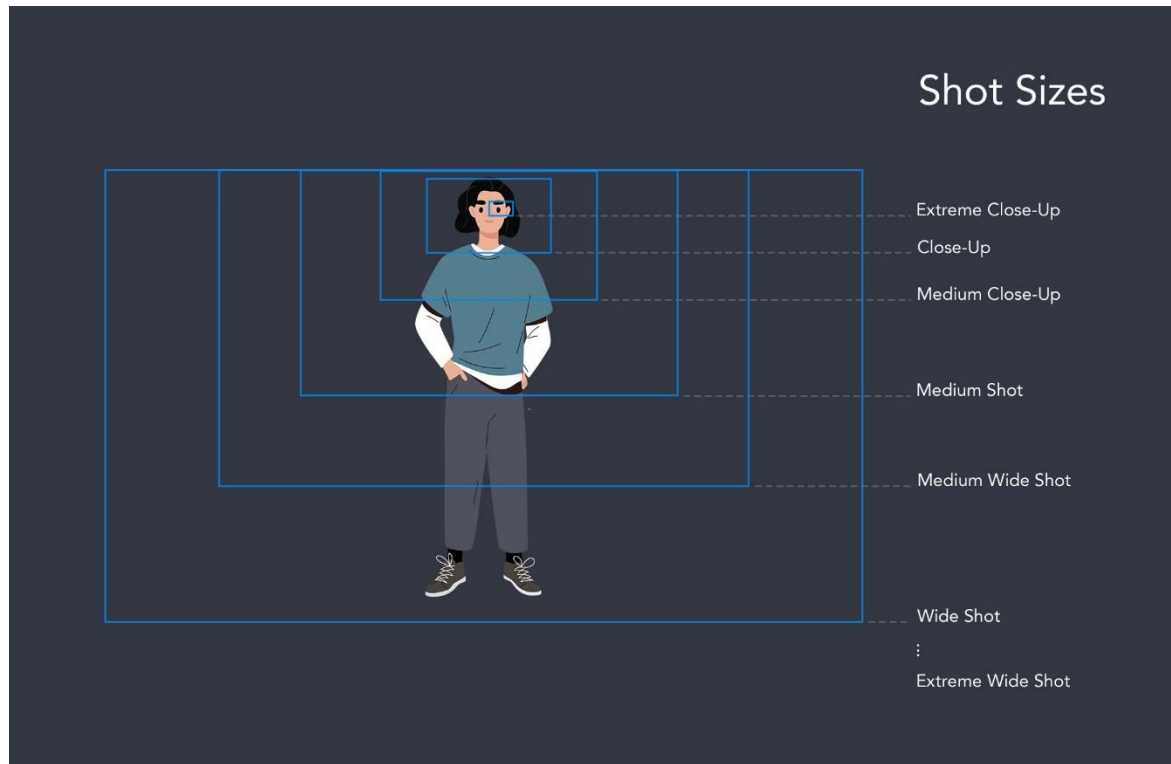 Shot Sizes
Extreme Close-Up
Close-Up
Medium Close-Up
Medium Shot
Medium Wide Shot
Wide Shot
⋮
Extreme Wide Shot